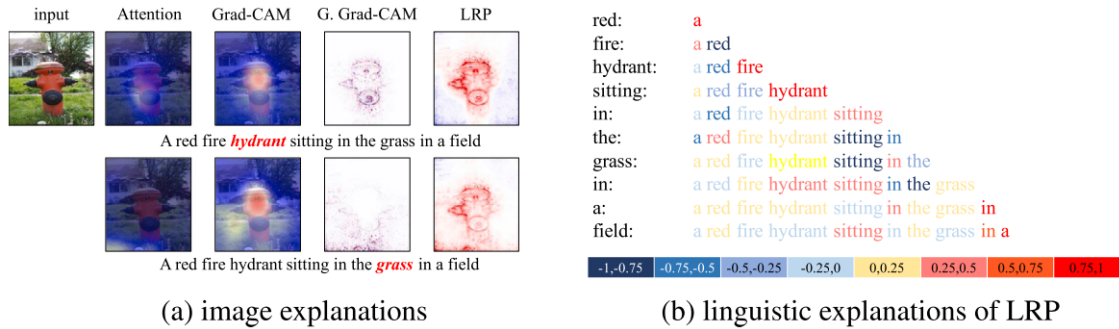 input Attention Grad-CAM G. Grad-CAM LRP
A red fire hydrant sitting in the grass in a field
A red fire hydrant sitting in the grass in a field
(a) image explanations
red: a
fire: a red
hydrant: a red fire
sitting: a red fire hydrant
in: a red fire hydrant sitting
the: a red fire hydrant sitting in
grass: a red fire hydrant sitting in the
in: a red fire hydrant sitting in the grass
a: a red fire hydrant sitting in the grass in
field: a red fire hydrant sitting in the grass in a
-1,-0.75 -0.75,-0.5 -0.5,-0.25 -0.25,0 0,0.25 0.25,0.5 0.5,0.75 0.75,1
(b) linguistic explanations of LRP